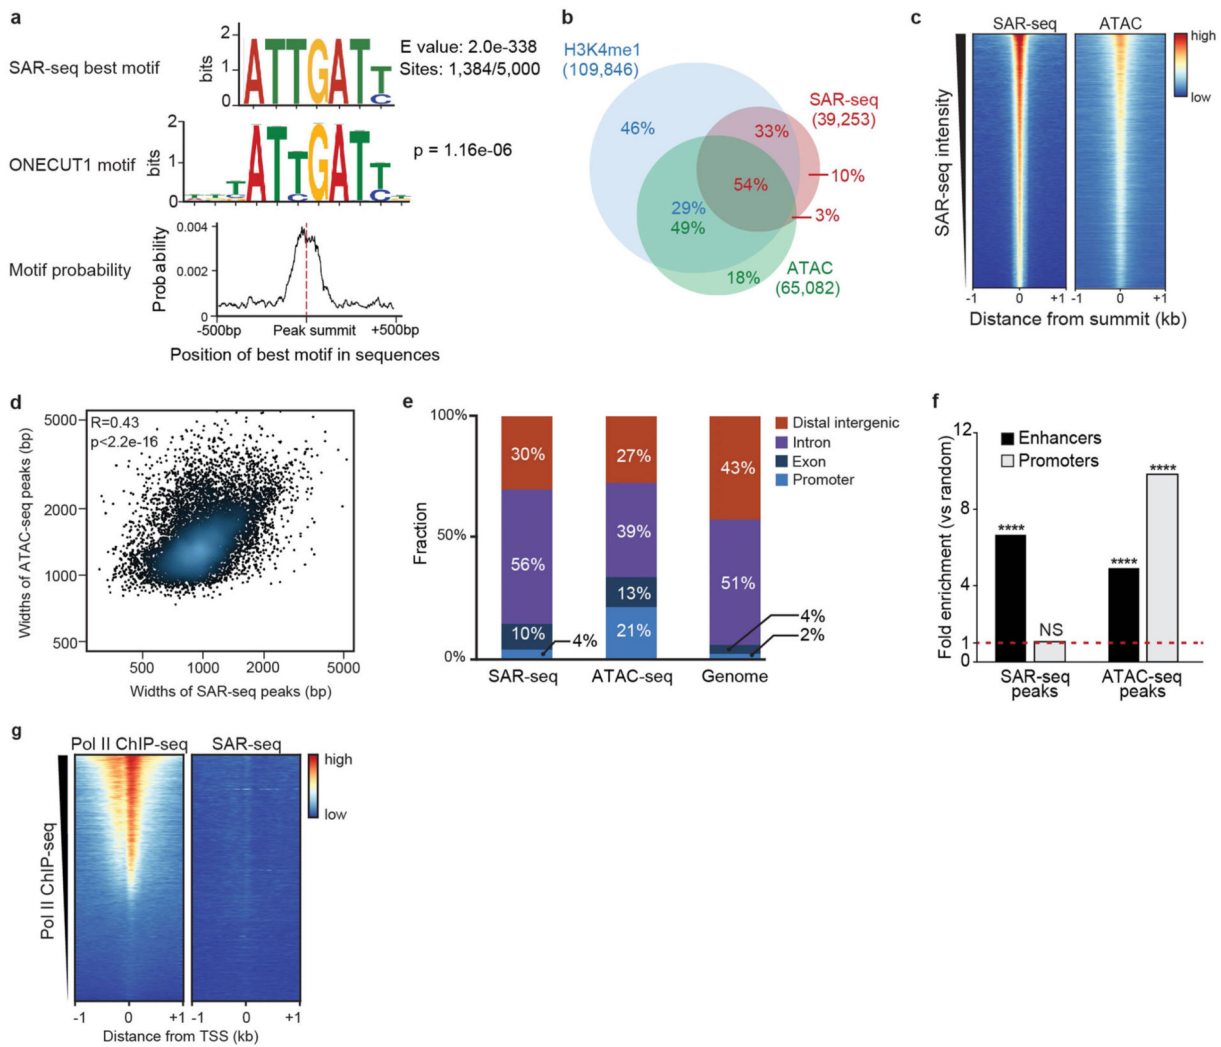 a
SAR-seq best motif
bits
2
1
0
ATTGATT
C
E value: 2.0e-338
Sites: 1,384/5,000
ONECUT1 motif
bits
2
1
0
TATTGATT
C C C
p = 1.16e-06
Motif probability
Probability
0.004
0.002
0
-500bp Peak summit +500bp
Position of best motif in sequences
b
H3K4me1
(109,846)
SAR-seq
(39,253)
46%
33%
10%
54%
3%
29%
49%
18%
ATAC
(65,082)
c
SAR-seq ATAC
high
low
SAR-seq intensity
-1 0 +1 -1 0 +1
Distance from summit (kb)
d
R=0.43
p<2.2e-16
Widths of ATAC-seq peaks (bp)
5000
2000
1000
500
500 1000 2000 5000
Widths of SAR-seq peaks (bp)
e
Fraction
100%
50%
0%
30%
56%
10%
4%
27%
39%
13%
21%
43%
51%
4%
2%
SAR-seq ATAC-seq Genome
Distal intergenic
Intron
Exon
Promoter
f
Fold enrichment (vs random)
12
8
4
1
0
Enhancers
Promoters
****
NS
****
****
SAR-seq
peaks
ATAC-seq
peaks
g
Pol II ChIP-seq SAR-seq
high
low
Pol II ChIP-seq
-1 0 +1 -1 0 +1
Distance from TSS (kb)